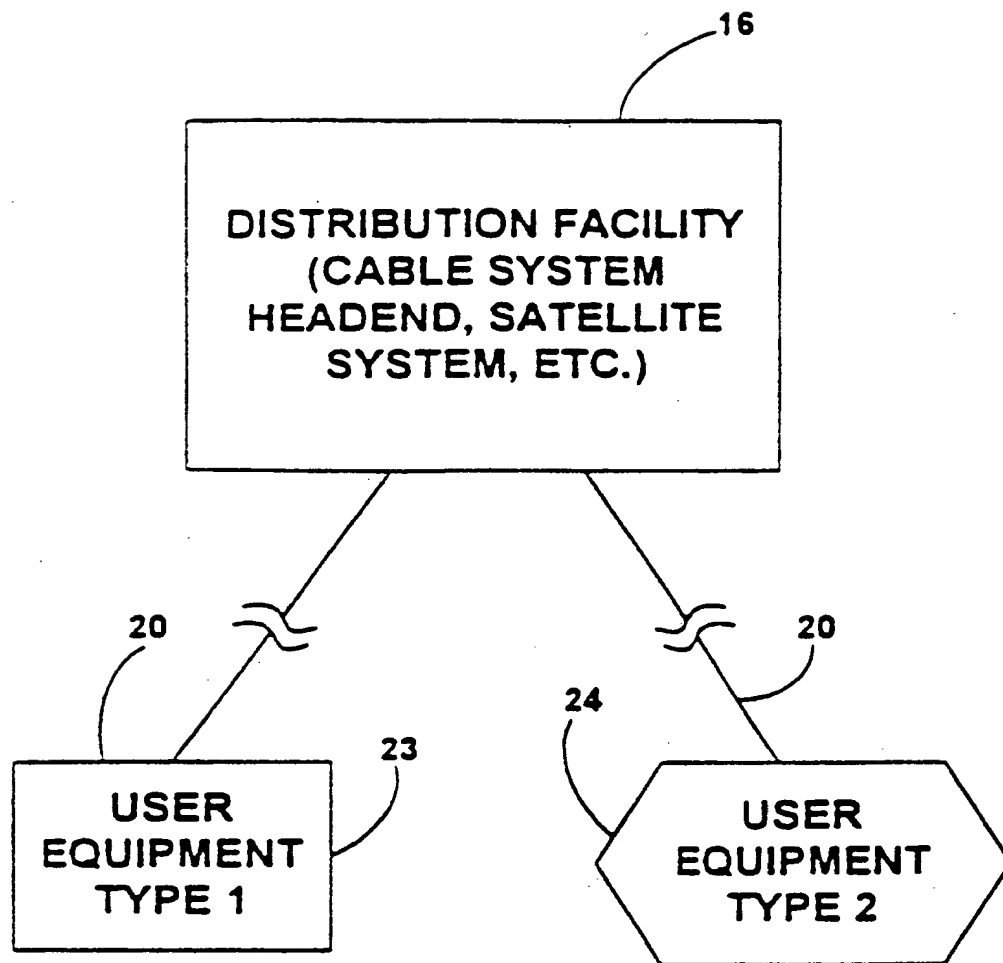 16
DISTRIBUTION FACILITY
(CABLE SYSTEM
HEADEND, SATELLITE
SYSTEM, ETC.)
20
20
24
23
USER
EQUIPMENT
TYPE 1
USER
EQUIPMENT
TYPE 2